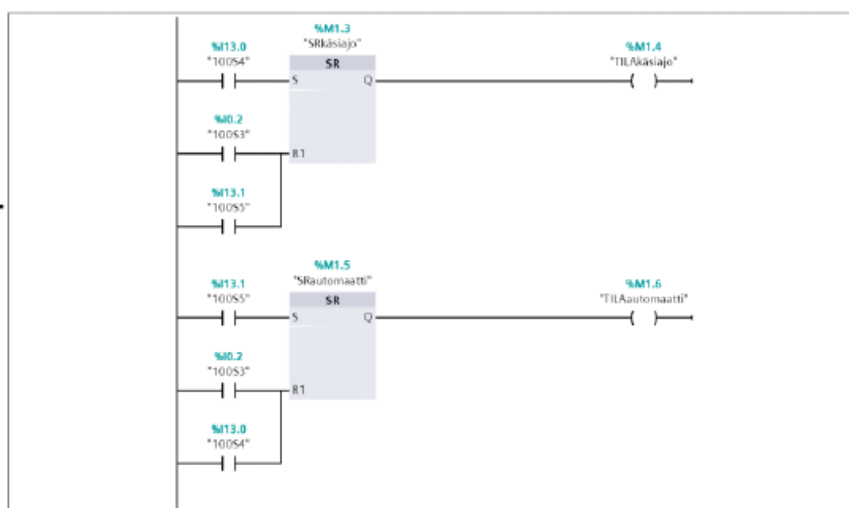 %M1.3
"SRkäsiajo"
%I13.0
"100S4"
SR
S Q
%M1.4
"TILAkäsiajo"
%I0.2
"100S3"
R1
%I13.1
"100S5"
%M1.5
"SRautomaatti"
%I13.1
"100S5"
SR
S Q
%M1.6
"TILAautomaatti"
%I0.2
"100S3"
R1
%I13.0
"100S4"